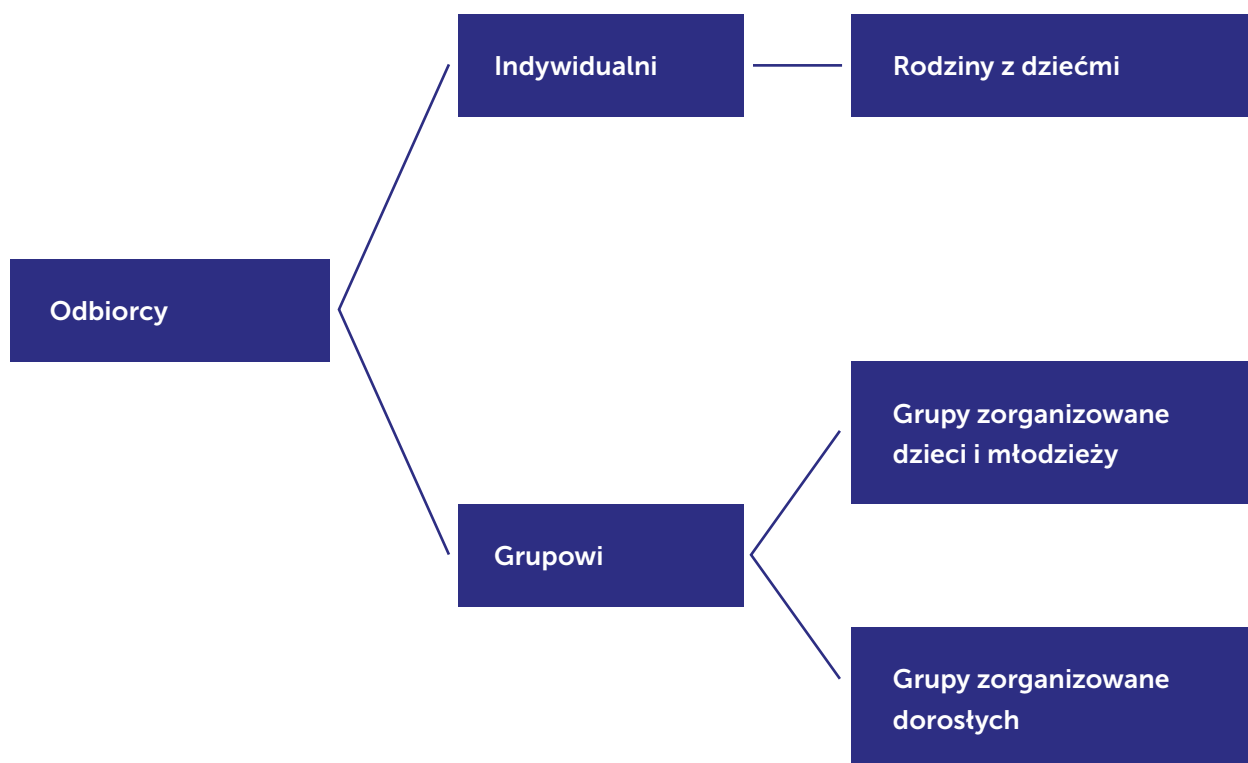 Indywidualni
Rodziny z dziećmi
Odbiorcy
Grupy zorganizowane
dzieci i młodzieży
Grupowi
Grupy zorganizowane
dorosłych